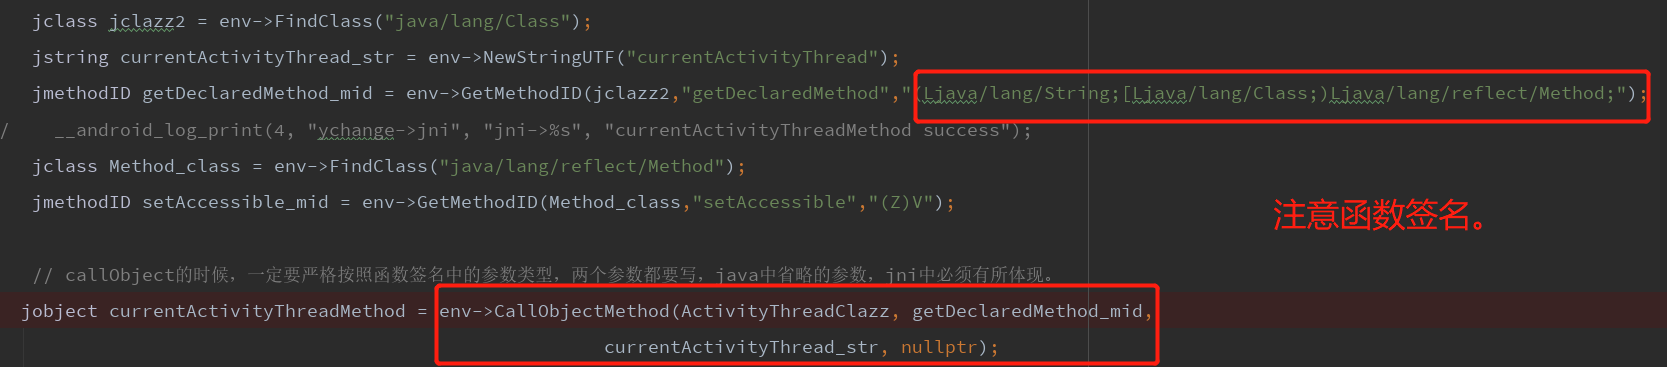 jclass jclazz2 = env->FindClass("java/lang/Class");
jstring currentActivityThread_str = env->NewStringUTF("currentActivityThread");
jmethodID getDeclaredMethod_mid = env->GetMethodID(jclazz2,"getDeclaredMethod","(Ljava/lang/String;[Ljava/lang/Class;)Ljava/lang/reflect/Method;");
/ __android_log_print(4, "ychange->jni", "jni->%s", "currentActivityThreadMethod success");
jclass Method_class = env->FindClass("java/lang/reflect/Method");
jmethodID setAccessible_mid = env->GetMethodID(Method_class,"setAccessible","(Z)V");
注意函数签名。
// callObject的时候，一定要严格按照函数签名中的参数类型，两个参数都要写，java中省略的参数，jni中必须有所体现。
jobject currentActivityThreadMethod = env->CallObjectMethod(ActivityThreadClazz, getDeclaredMethod_mid,
currentActivityThread_str, nullptr);